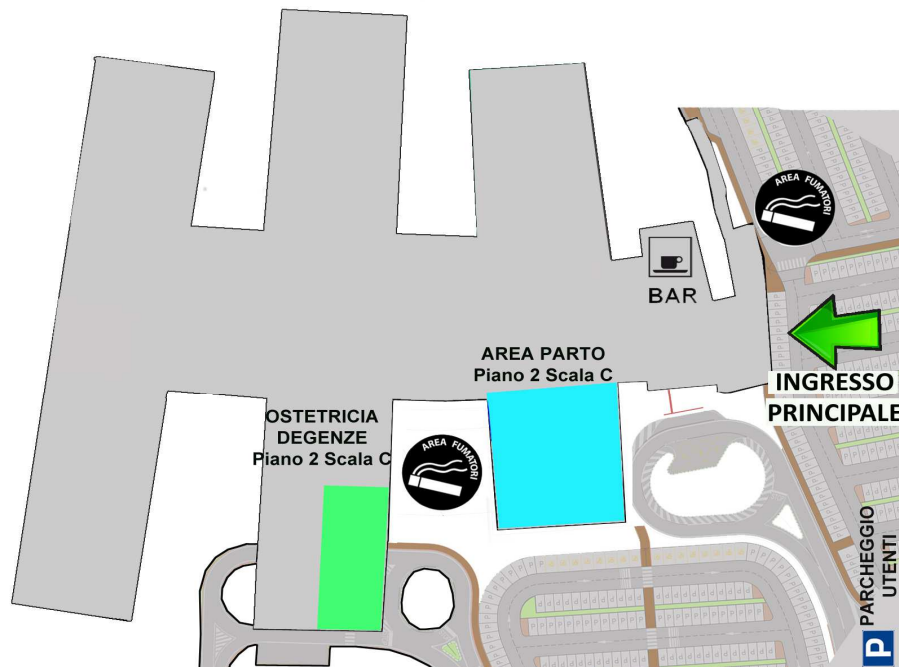 AREA FUMATORI
BAR
AREA PARTO
Piano 2 Scala C
INGRESSO
PRINCIPALE
OSTETRICIA
DEGENZE
Piano 2 Scala C
AREA FUMATORI
P PARCHEGGIO
UTENTI